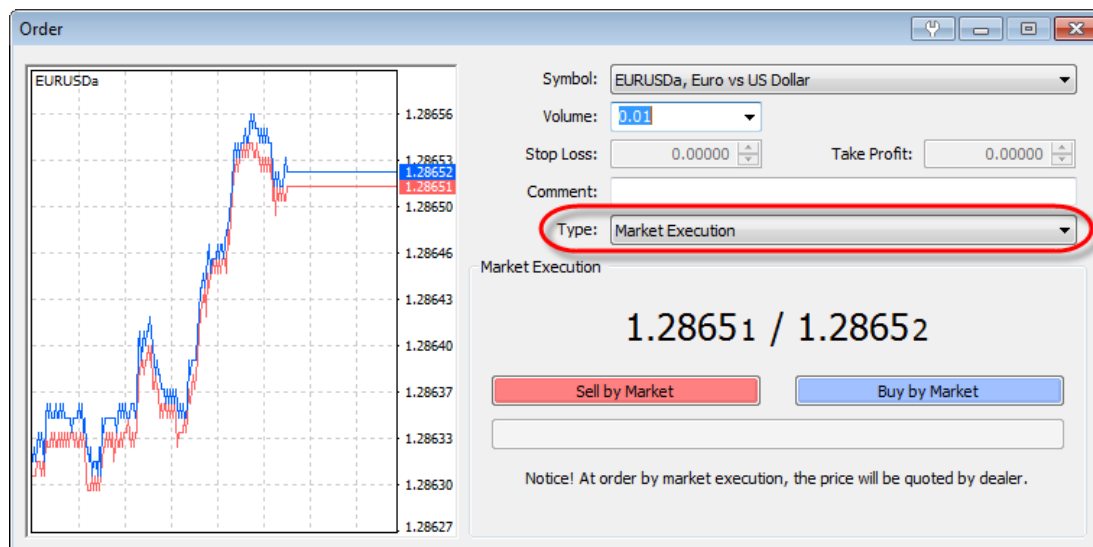 Order
EURUSDa
1.28656
1.28653
1.28652
1.28651
1.28650
1.28646
1.28643
1.28640
1.28637
1.28633
1.28630
1.28627
Symbol: EURUSDa, Euro vs US Dollar
Volume: 0.01
Stop Loss: 0.00000 Take Profit: 0.00000
Comment:
Type: Market Execution
Market Execution
1.28651 / 1.28652
Sell by Market Buy by Market
Notice! At order by market execution, the price will be quoted by dealer.